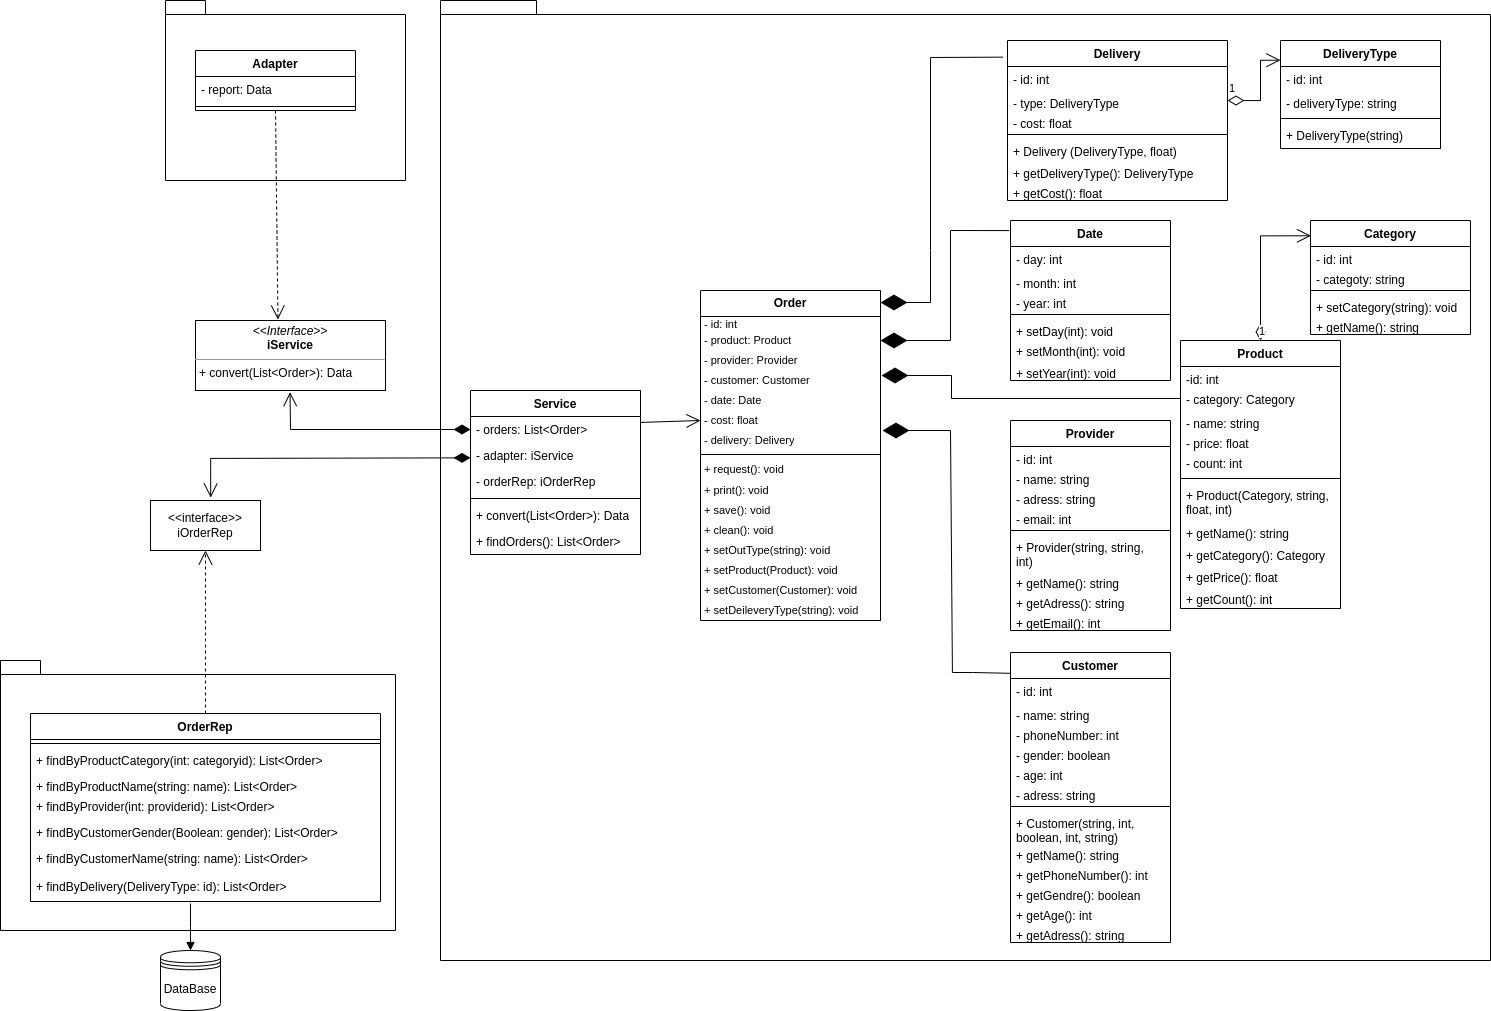 Adapter
- report: Data
<<Interface>>
iService
+ convert(List<Order>): Data
<<interface>>
iOrderRep
OrderRep
+ findByProductCategory(int: categoryid): List<Order>
+ findByProductName(string: name): List<Order>
+ findByProvider(int: providerid): List<Order>
+ findByCustomerGender(Boolean: gender): List<Order>
+ findByCustomerName(string: name): List<Order>
+ findByDelivery(DeliveryType: id): List<Order>
DataBase
Service
- orders: List<Order>
- adapter: iService
- orderRep: iOrderRep
+ convert(List<Order>): Data
+ findOrders(): List<Order>
Order
- id: int
- product: Product
- provider: Provider
- customer: Customer
- date: Date
- cost: float
- delivery: Delivery
+ request(): void
+ print(): void
+ save(): void
+ clean(): void
+ setOutType(string): void
+ setProduct(Product): void
+ setCustomer(Customer): void
+ setDeileveryType(string): void
Delivery
- id: int
- type: DeliveryType
- cost: float
+ Delivery (DeliveryType, float)
+ getDeliveryType(): DeliveryType
+ getCost(): float
1
DeliveryType
- id: int
- deliveryType: string
+ DeliveryType(string)
Date
- day: int
- month: int
- year: int
+ setDay(int): void
+ setMonth(int): void
+ setYear(int): void
Category
- id: int
- categoty: string
+ setCategory(string): void
+ getName(): string
1
Product
-id: int
- category: Category
- name: string
- price: float
- count: int
+ Product(Category, string,
float, int)
+ getName(): string
+ getCategory(): Category
+ getPrice(): float
+ getCount(): int
Provider
- id: int
- name: string
- adress: string
- email: int
+ Provider(string, string,
int)
+ getName(): string
+ getAdress(): string
+ getEmail(): int
Customer
- id: int
- name: string
- phoneNumber: int
- gender: boolean
- age: int
- adress: string
+ Customer(string, int,
boolean, int, string)
+ getName(): string
+ getPhoneNumber(): int
+ getGendre(): boolean
+ getAge(): int
+ getAdress(): string